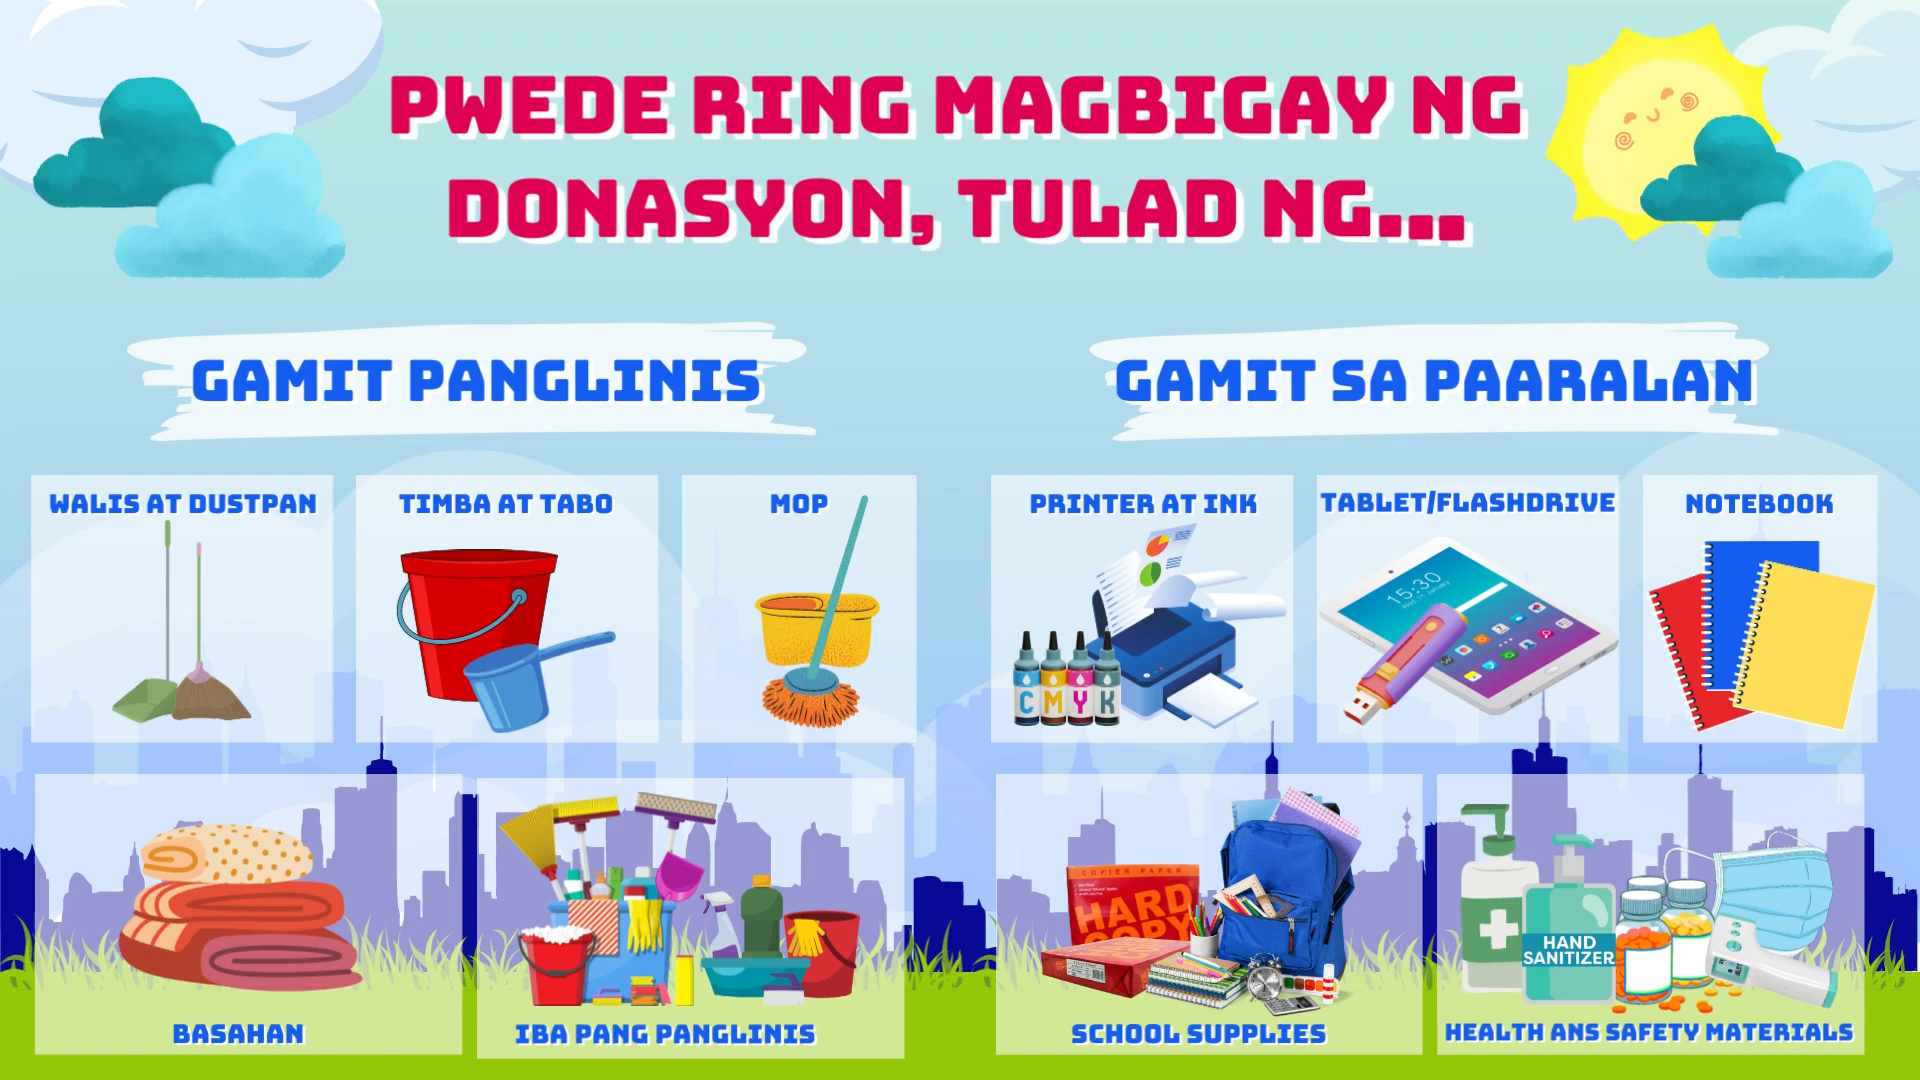 PWEDE RING MAGBIGAY NG
DONASYON, TULAD NG...
GAMIT PANGLINIS
WALIS AT DUSTPAN
TIMBA AT TABO
MOP
BASAHAN
IBA PANG PANGLINIS
GAMIT SA PAARALAN
PRINTER AT INK
C M Y K
TABLET/FLASHDRIVE
15:30
NOTEBOOK
COPIER PAPER
HARD
COPY
SCHOOL SUPPLIES
HAND
SANITIZER
HEALTH ANS SAFETY MATERIALS